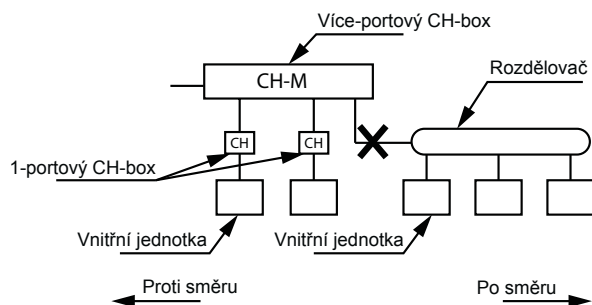 Více-portový CH-box
Rozdělovač
CH-M
CH
CH
1-portový CH-box
Vnitřní jednotka
Vnitřní jednotka
Proti směru
Po směru